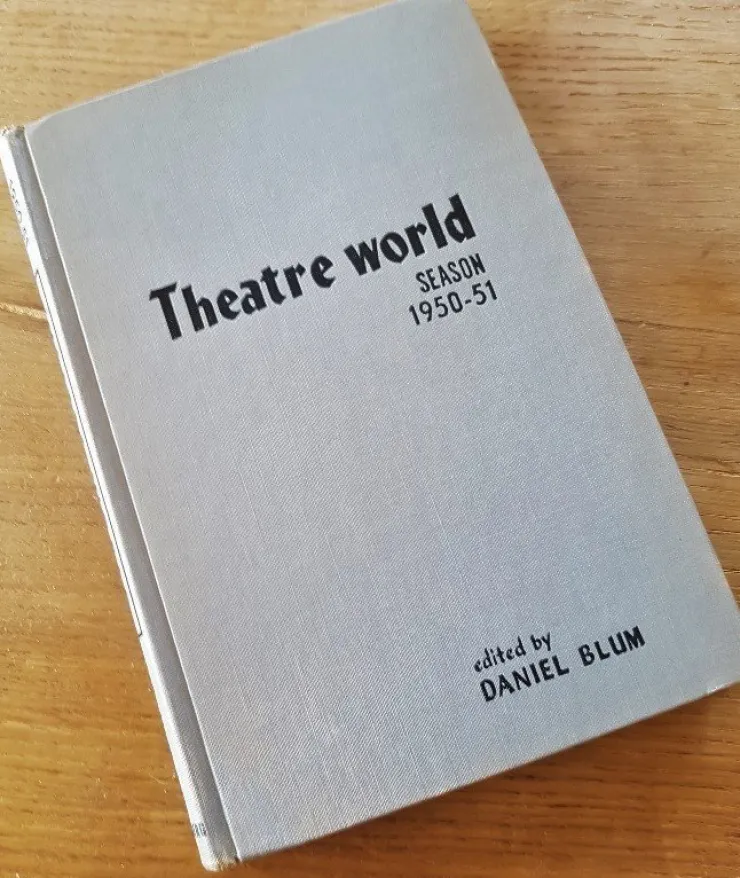 Theatre world
SEASON
1950-51
edited by
DANIEL BLUM